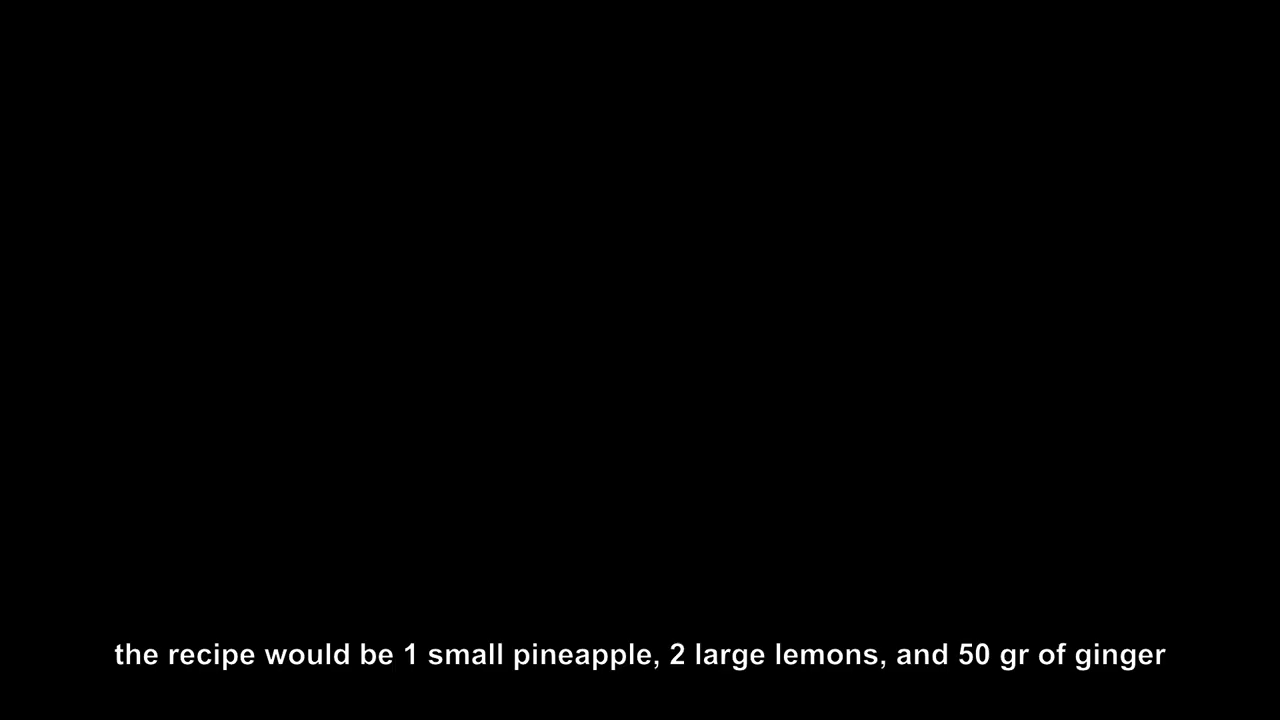 the recipe would be 1 small pineapple, 2 large lemons, and 50 gr of ginger